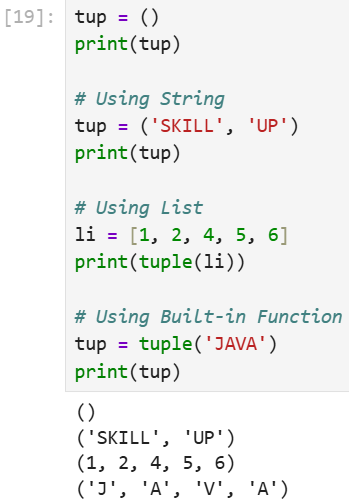 [19]: tup = ()
print(tup)
# Using String
tup = ('SKILL', 'UP')
print(tup)
# Using List
li = [1, 2, 4, 5, 6]
print(tuple(li))
# Using Built-in Function
tup = tuple('JAVA')
print(tup)
()
('SKILL', 'UP')
(1, 2, 4, 5, 6)
('J', 'A', 'V', 'A')